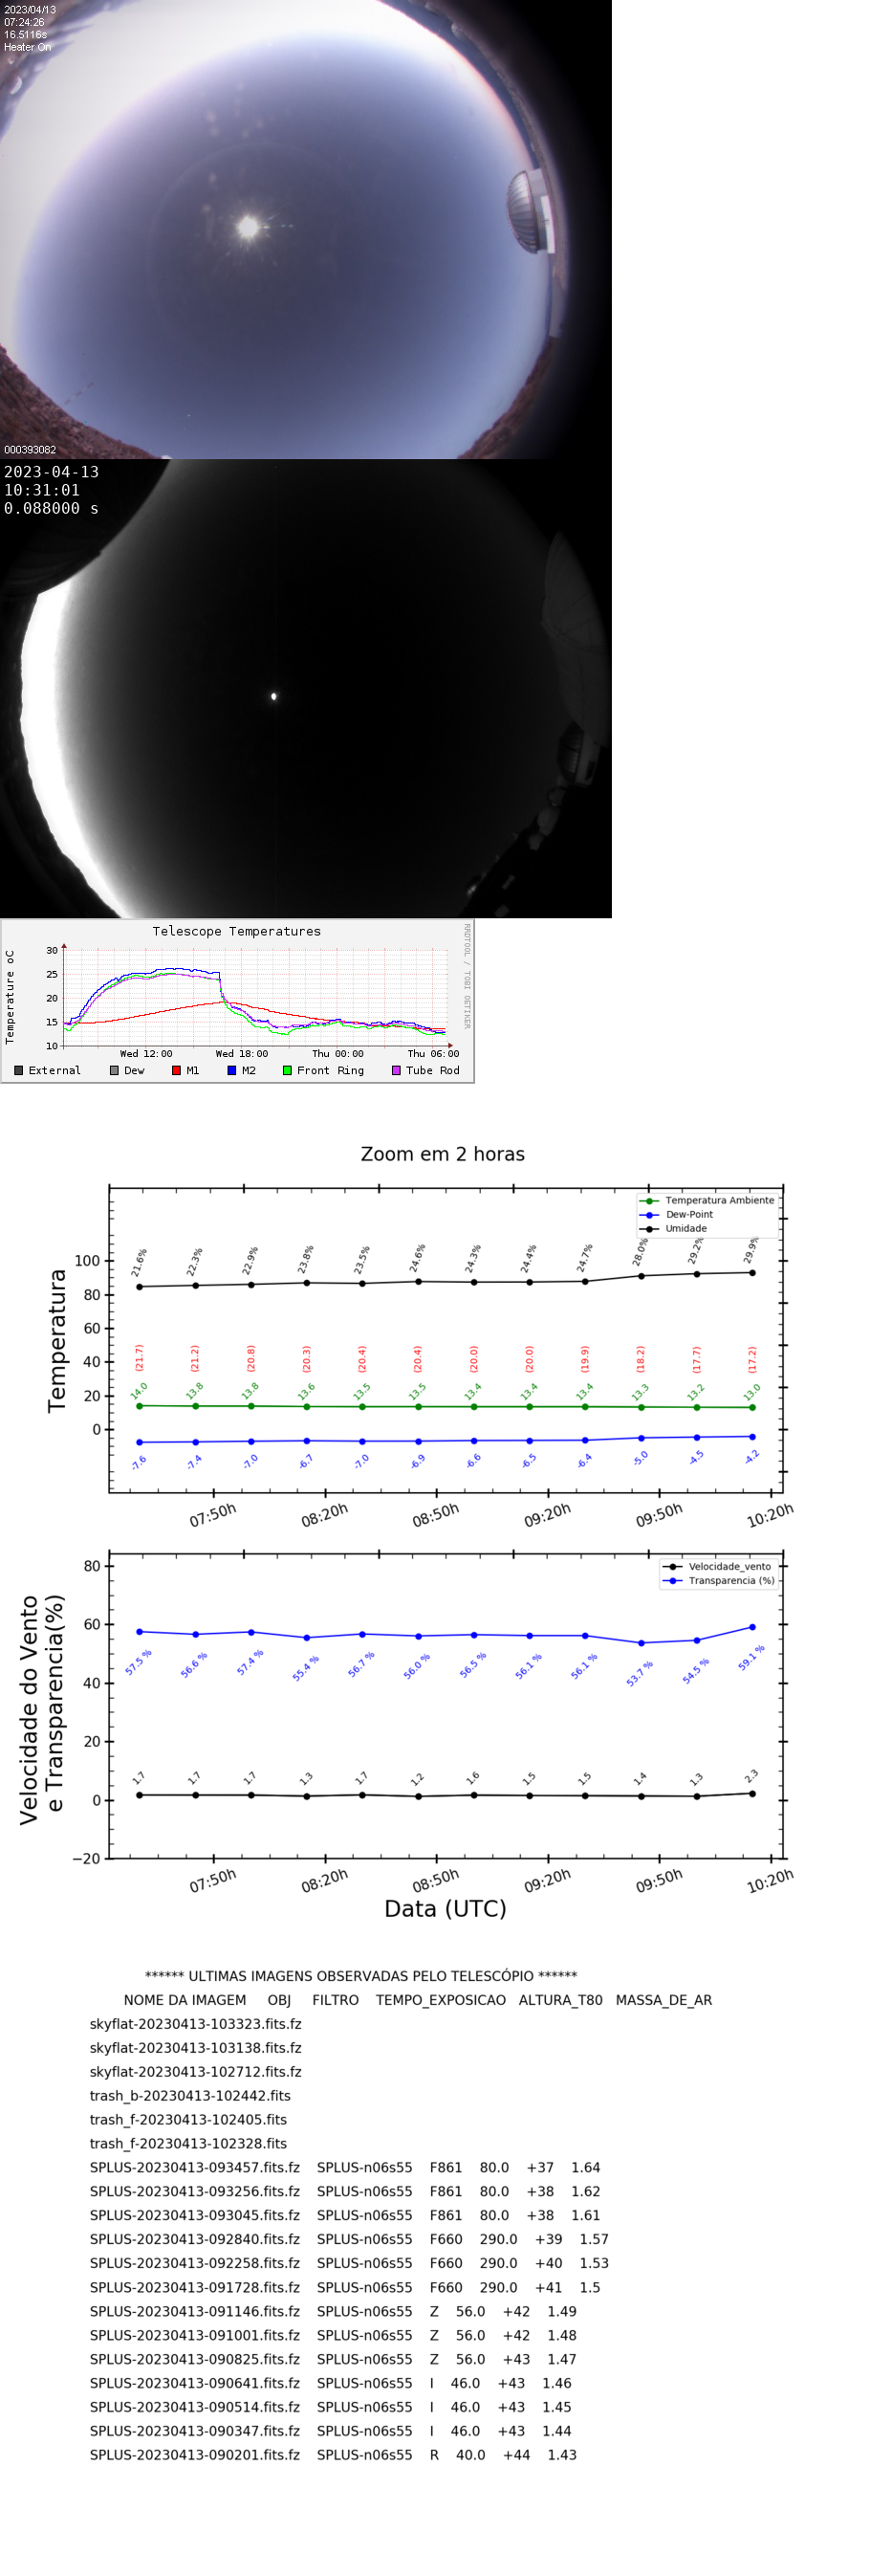 2023/04/13
07:24:26
16.5116s
Heater On
000393082
2023-04-13
10:31:01
0.088000 s
Telescope Temperatures
RRDTOOL / TOBI OETIKER
Temperature oC
30
25
20
15
10
Wed 12:00 Wed 18:00 Thu 00:00 Thu 06:00
External Dew M1 M2 Front Ring Tube Rod
Zoom em 2 horas
Temperatura Ambiente
Dew-Point
Umidade
Temperatura
100
80
60
40
20
0
21.6% 22.3% 22.9% 23.8% 23.5% 24.6% 24.3% 24.4% 24.7% 28.0% 29.2% 29.9%
(21.7) (21.2) (20.8) (20.3) (20.4) (20.4) (20.0) (20.0) (19.9) (18.2) (17.7) (17.2)
14.0 13.8 13.8 13.6 13.5 13.5 13.4 13.4 13.4 13.3 13.2 13.0
-7.6 -7.4 -7.0 -6.7 -7.0 -6.9 -6.6 -6.5 -6.4 -5.0 -4.5 -4.2
07:50h 08:20h 08:50h 09:20h 09:50h 10:20h
Velocidade_vento
Transparencia (%)
Velocidade do Vento
e Transparencia(%)
80
60
40
20
0
−20
57.5 % 56.6 % 57.4 % 55.4 % 56.7 % 56.0 % 56.5 % 56.1 % 56.1 % 53.7 % 54.5 % 59.1 %
1.7 1.7 1.7 1.3 1.7 1.2 1.6 1.5 1.5 1.4 1.3 2.3
07:50h 08:20h 08:50h 09:20h 09:50h 10:20h
Data (UTC)
****** ULTIMAS IMAGENS OBSERVADAS PELO TELESCÓPIO ******
NOME DA IMAGEM OBJ FILTRO TEMPO_EXPOSICAO ALTURA_T80 MASSA_DE_AR
skyflat-20230413-103323.fits.fz
skyflat-20230413-103138.fits.fz
skyflat-20230413-102712.fits.fz
trash_b-20230413-102442.fits
trash_f-20230413-102405.fits
trash_f-20230413-102328.fits
SPLUS-20230413-093457.fits.fz SPLUS-n06s55 F861 80.0 +37 1.64
SPLUS-20230413-093256.fits.fz SPLUS-n06s55 F861 80.0 +38 1.62
SPLUS-20230413-093045.fits.fz SPLUS-n06s55 F861 80.0 +38 1.61
SPLUS-20230413-092840.fits.fz SPLUS-n06s55 F660 290.0 +39 1.57
SPLUS-20230413-092258.fits.fz SPLUS-n06s55 F660 290.0 +40 1.53
SPLUS-20230413-091728.fits.fz SPLUS-n06s55 F660 290.0 +41 1.5
SPLUS-20230413-091146.fits.fz SPLUS-n06s55 Z 56.0 +42 1.49
SPLUS-20230413-091001.fits.fz SPLUS-n06s55 Z 56.0 +42 1.48
SPLUS-20230413-090825.fits.fz SPLUS-n06s55 Z 56.0 +43 1.47
SPLUS-20230413-090641.fits.fz SPLUS-n06s55 I 46.0 +43 1.46
SPLUS-20230413-090514.fits.fz SPLUS-n06s55 I 46.0 +43 1.45
SPLUS-20230413-090347.fits.fz SPLUS-n06s55 I 46.0 +43 1.44
SPLUS-20230413-090201.fits.fz SPLUS-n06s55 R 40.0 +44 1.43